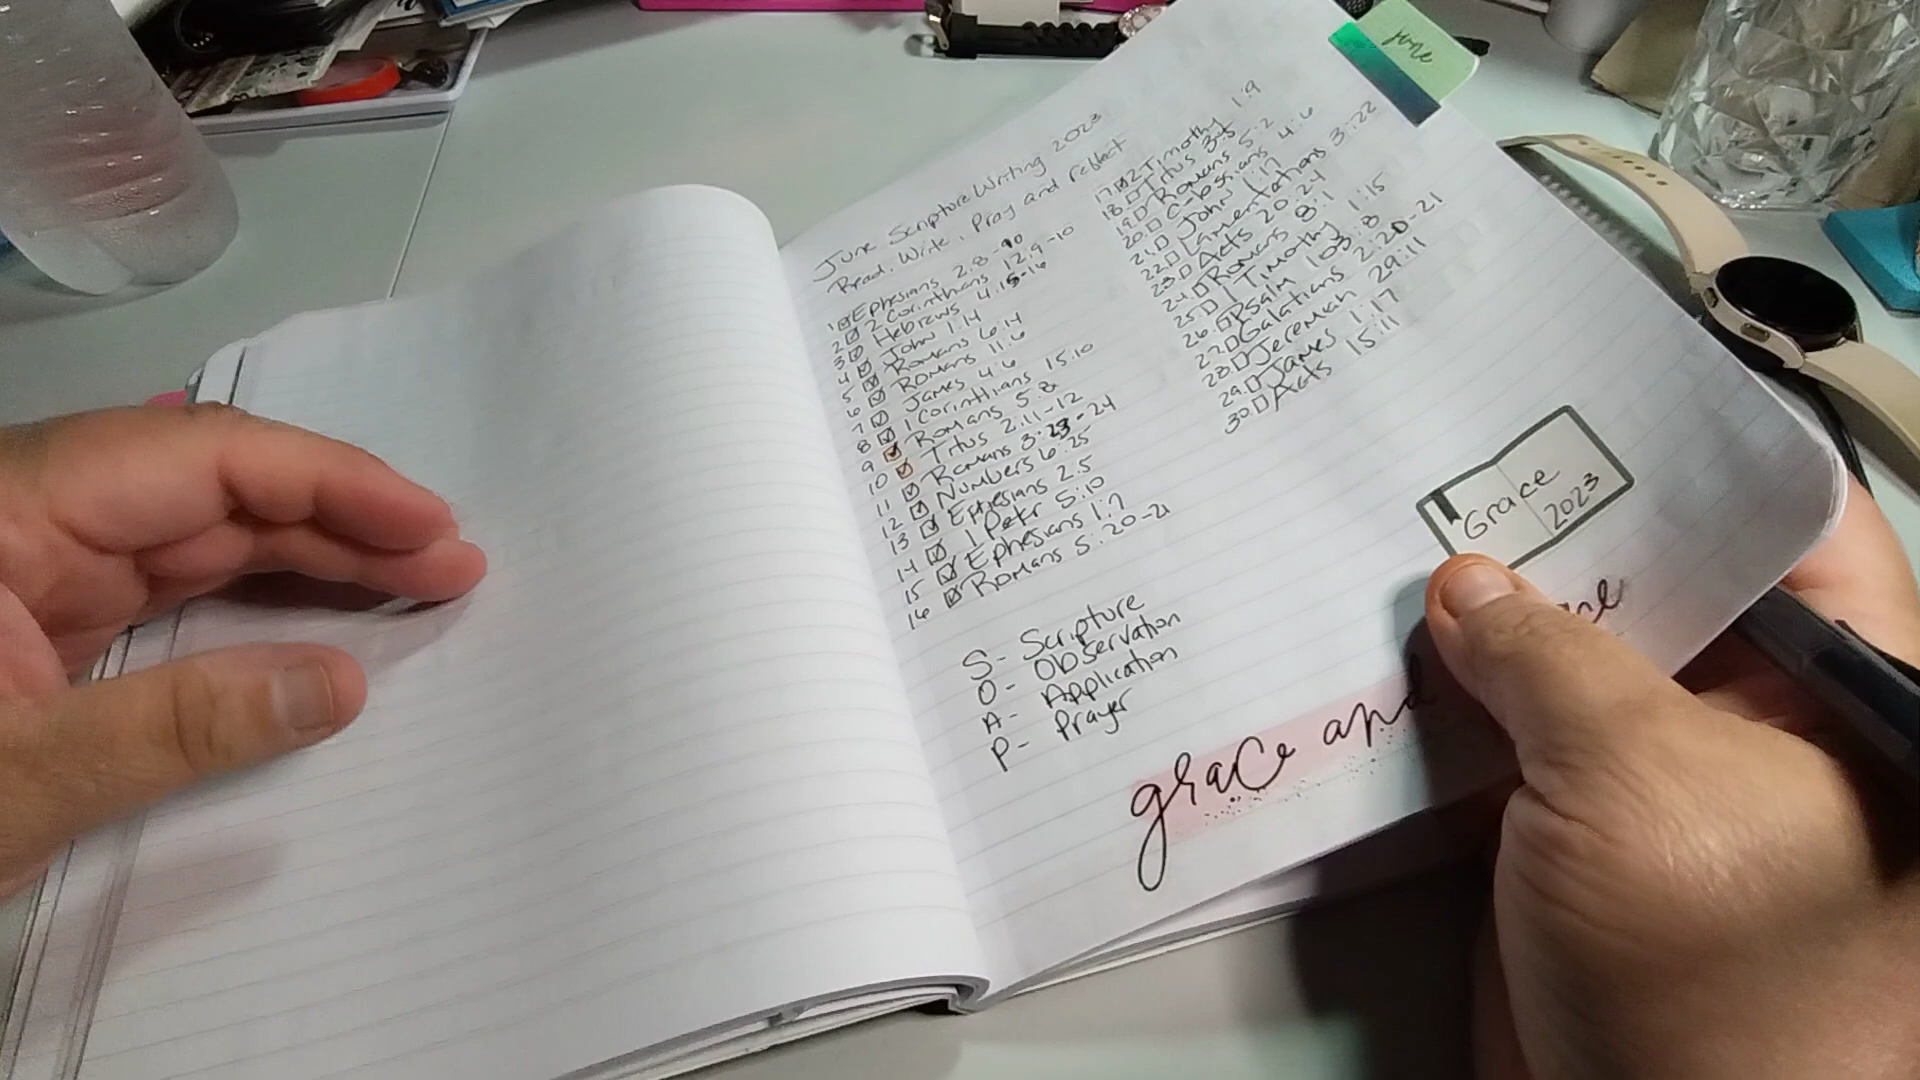 June Scripture Writing 2023
Read, Write, Pray and reflect
1 Ephesians 2:8-10
2 2 Corinthians 12:9-10
3 Hebrews 4:15-16
4 John 1:14
5 Romans 6:14
6 Romans 11:6
7 James 4:6
8 1 Corinthians 15:10
9 Romans 5:8
10 Titus 2:11-12
11 Romans 3:23-24
12 Numbers 6:25
13 Ephesians 2:5
14 1 Petr 5:10
15 Ephesians 1:7
16 Romans 5:20-21
17 2 Timothy 1:9
18 Titus
19 Romans 5:2
20 Colossians 4:6
21 John 1:17
22 Lamentations 3:22
23 Acts 20:24
24 Romans 8:1
25 1 Timothy 1:15
26 Psalm 103:8
27 Galatians 2:20-21
28 Jeremiah 29:11
29 James 1:17
30 Acts 15:11
S- Scripture
O- Observation
A- Application
P- Prayer
Grace 2023
grace and
june